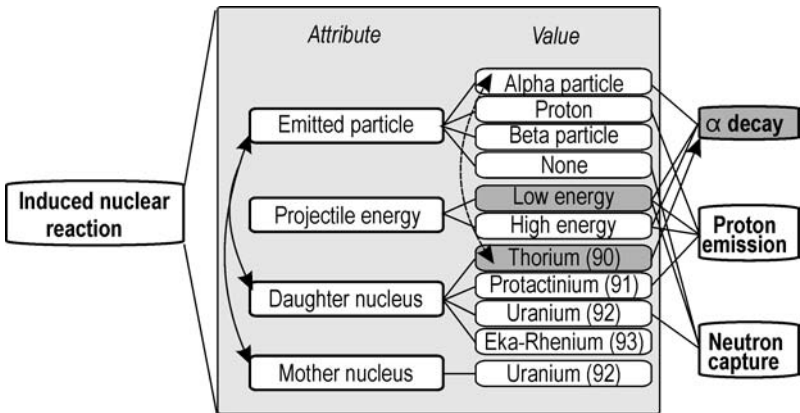 Attribute
Value
Induced nuclear
reaction
Emitted particle
Projectile energy
Daughter nucleus
Mother nucleus
Alpha particle
Proton
Beta particle
None
Low energy
High energy
Thorium (90)
Protactinium (91)
Uranium (92)
Eka-Rhenium (93)
Uranium (92)
α decay
Proton
emission
Neutron
capture